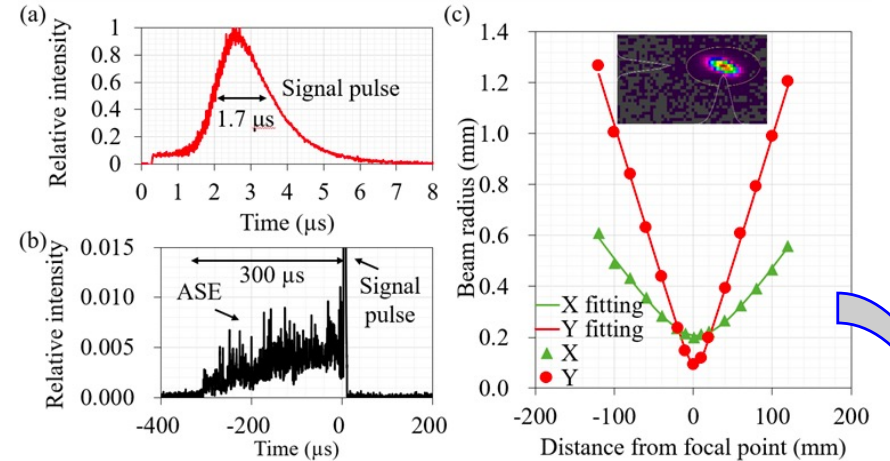 (a)
Relative intensity
1
0.8
0.6
0.4
0.2
0
Signal pulse
1.7 µs
0 1 2 3 4 5 6 7 8
Time (µs)
(b)
Relative intensity
0.015
0.010
0.005
0.000
300 µs
ASE
Signal
pulse
-400 -200 0 200
Time (µs)
(c)
Beam radius (mm)
1.4
1.2
1.0
0.8
0.6
0.4
0.2
0.0
X fitting
Y fitting
X
Y
-200 -100 0 100 200
Distance from focal point (mm)